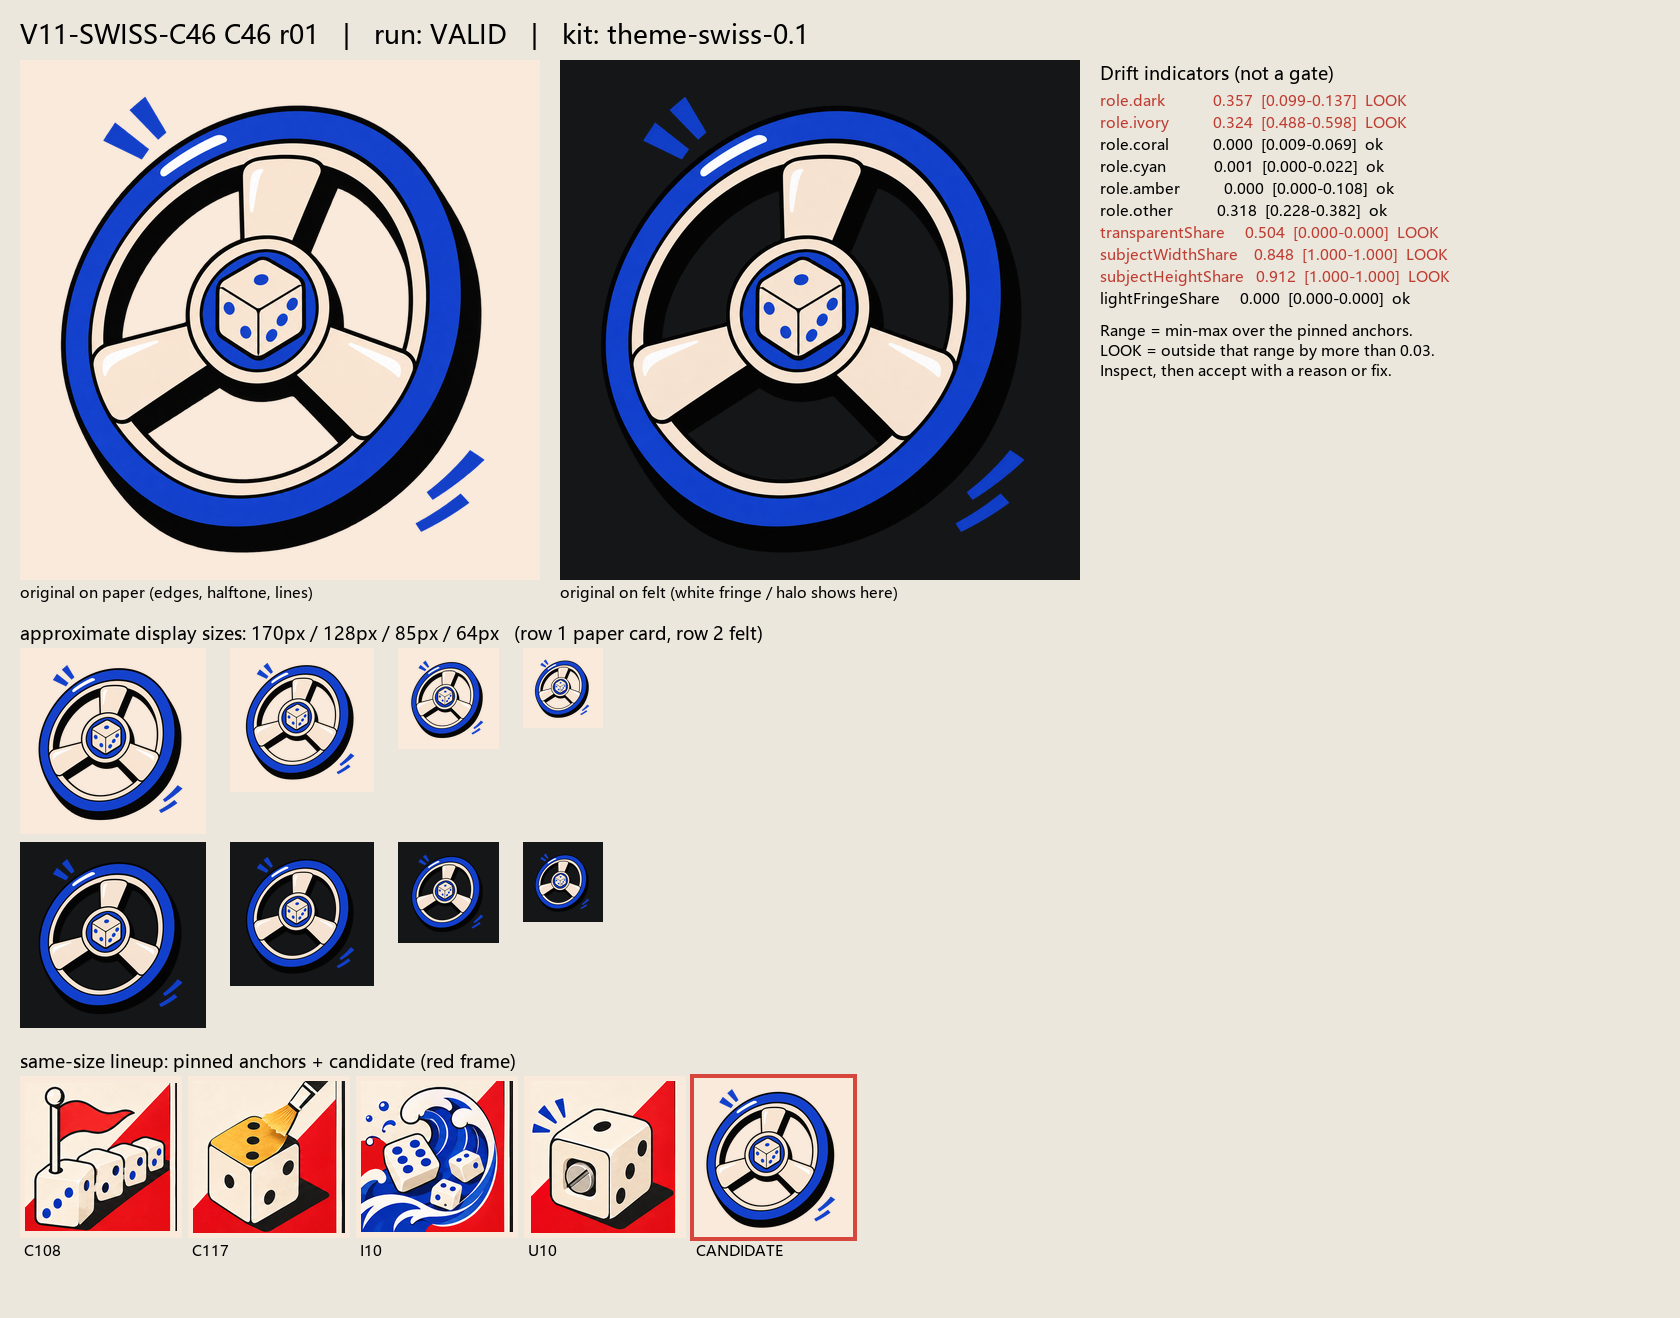 V11-SWISS-C46 C46 r01   |   run: VALID   |   kit: theme-swiss-0.1
Drift indicators (not a gate)
role.dark 0.357 [0.099-0.137] LOOK
role.ivory 0.324 [0.488-0.598] LOOK
role.coral 0.000 [0.009-0.069] ok
role.cyan 0.001 [0.000-0.022] ok
role.amber 0.000 [0.000-0.108] ok
role.other 0.318 [0.228-0.382] ok
transparentShare 0.504 [0.000-0.000] LOOK
subjectWidthShare 0.848 [1.000-1.000] LOOK
subjectHeightShare 0.912 [1.000-1.000] LOOK
lightFringeShare 0.000 [0.000-0.000] ok
Range = min-max over the pinned anchors.
LOOK = outside that range by more than 0.03.
Inspect, then accept with a reason or fix.
original on paper (edges, halftone, lines)
original on felt (white fringe / halo shows here)
approximate display sizes: 170px / 128px / 85px / 64px   (row 1 paper card, row 2 felt)
same-size lineup: pinned anchors + candidate (red frame)
C108
C117
I10
U10
CANDIDATE